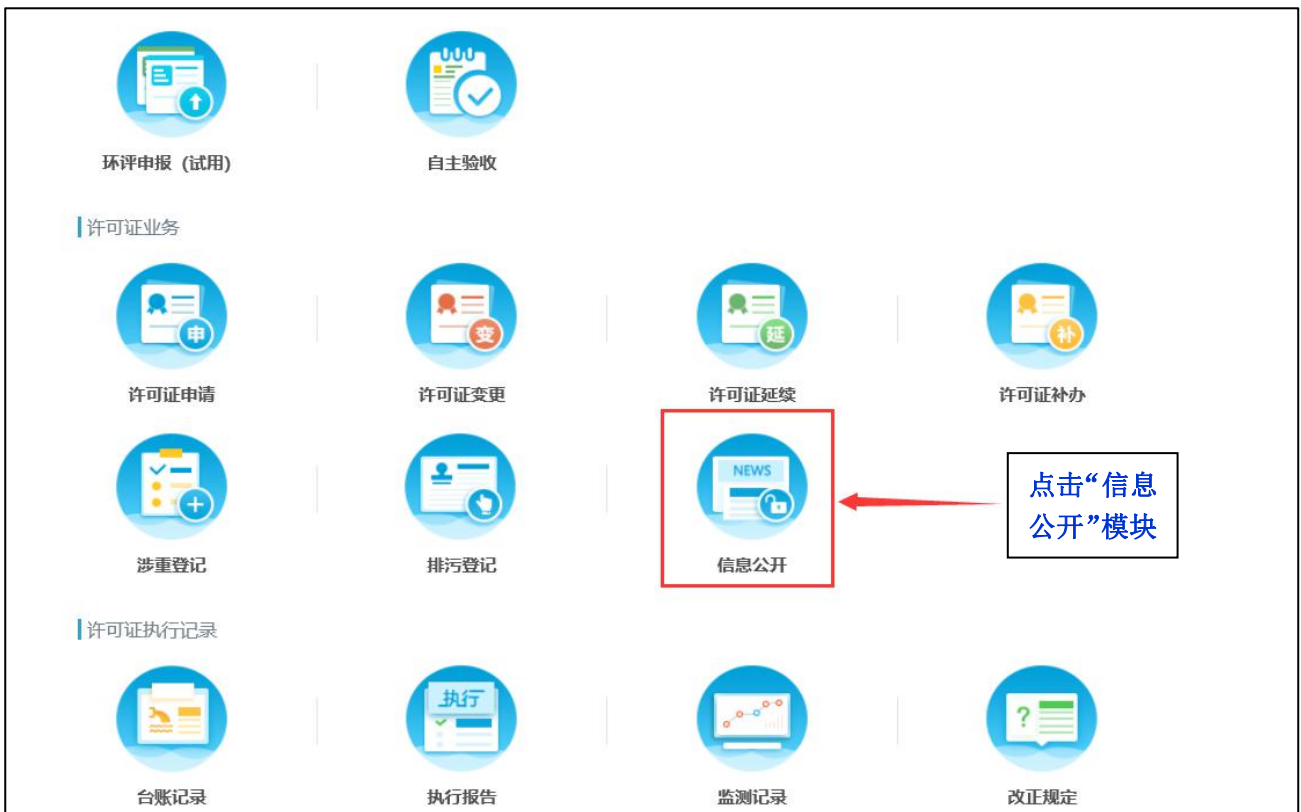 环评申报（试用）
自主验收
许可证业务
申
变
延
补
许可证申请
许可证变更
许可证延续
许可证补办
NEWS
点击“信息
公开”模块
涉重登记
排污登记
信息公开
许可证执行记录
执行
?
台账记录
执行报告
监测记录
改正规定